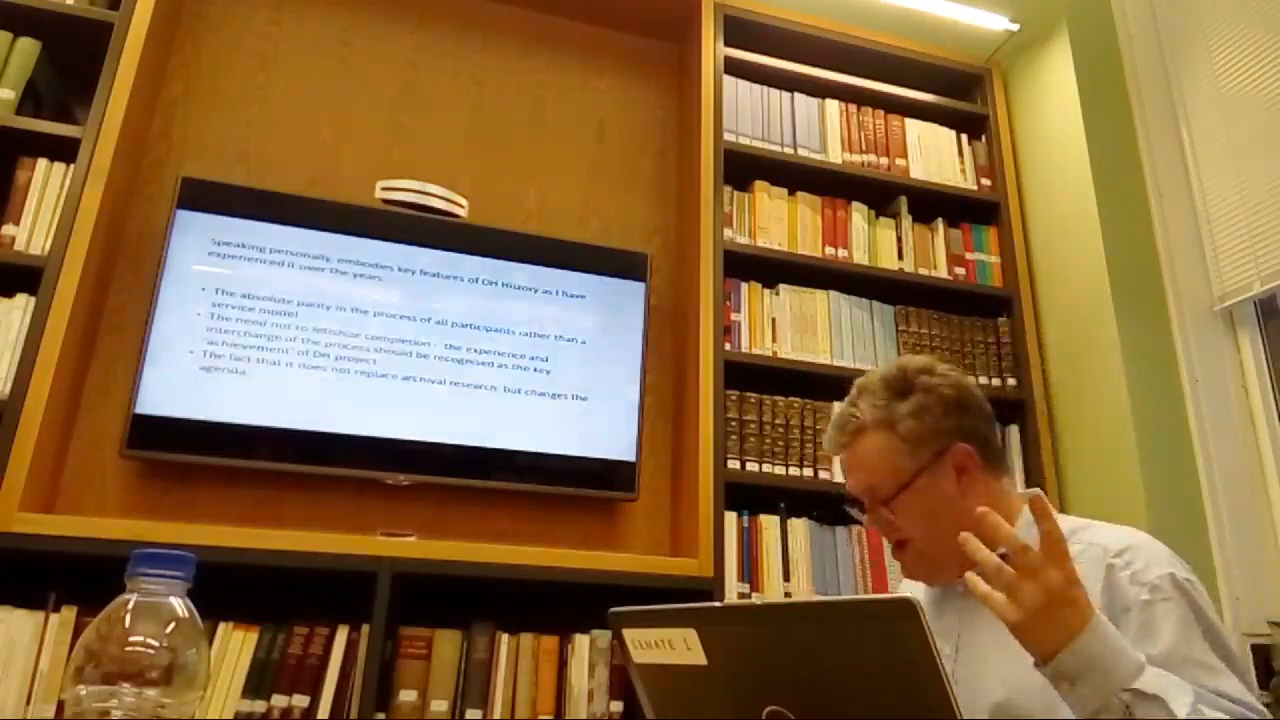 Speaking personally, embodies key features of DH History as I have
experienced it over the years.
• The absolute parity in the process of all participants rather than a
service model
• The need not to fetishize completion - the experience and
interchange of the process should be recognised as the key
'achievement' of DH project
• The fact that it does not replace archival research but changes the
agenda.
SENATE 1